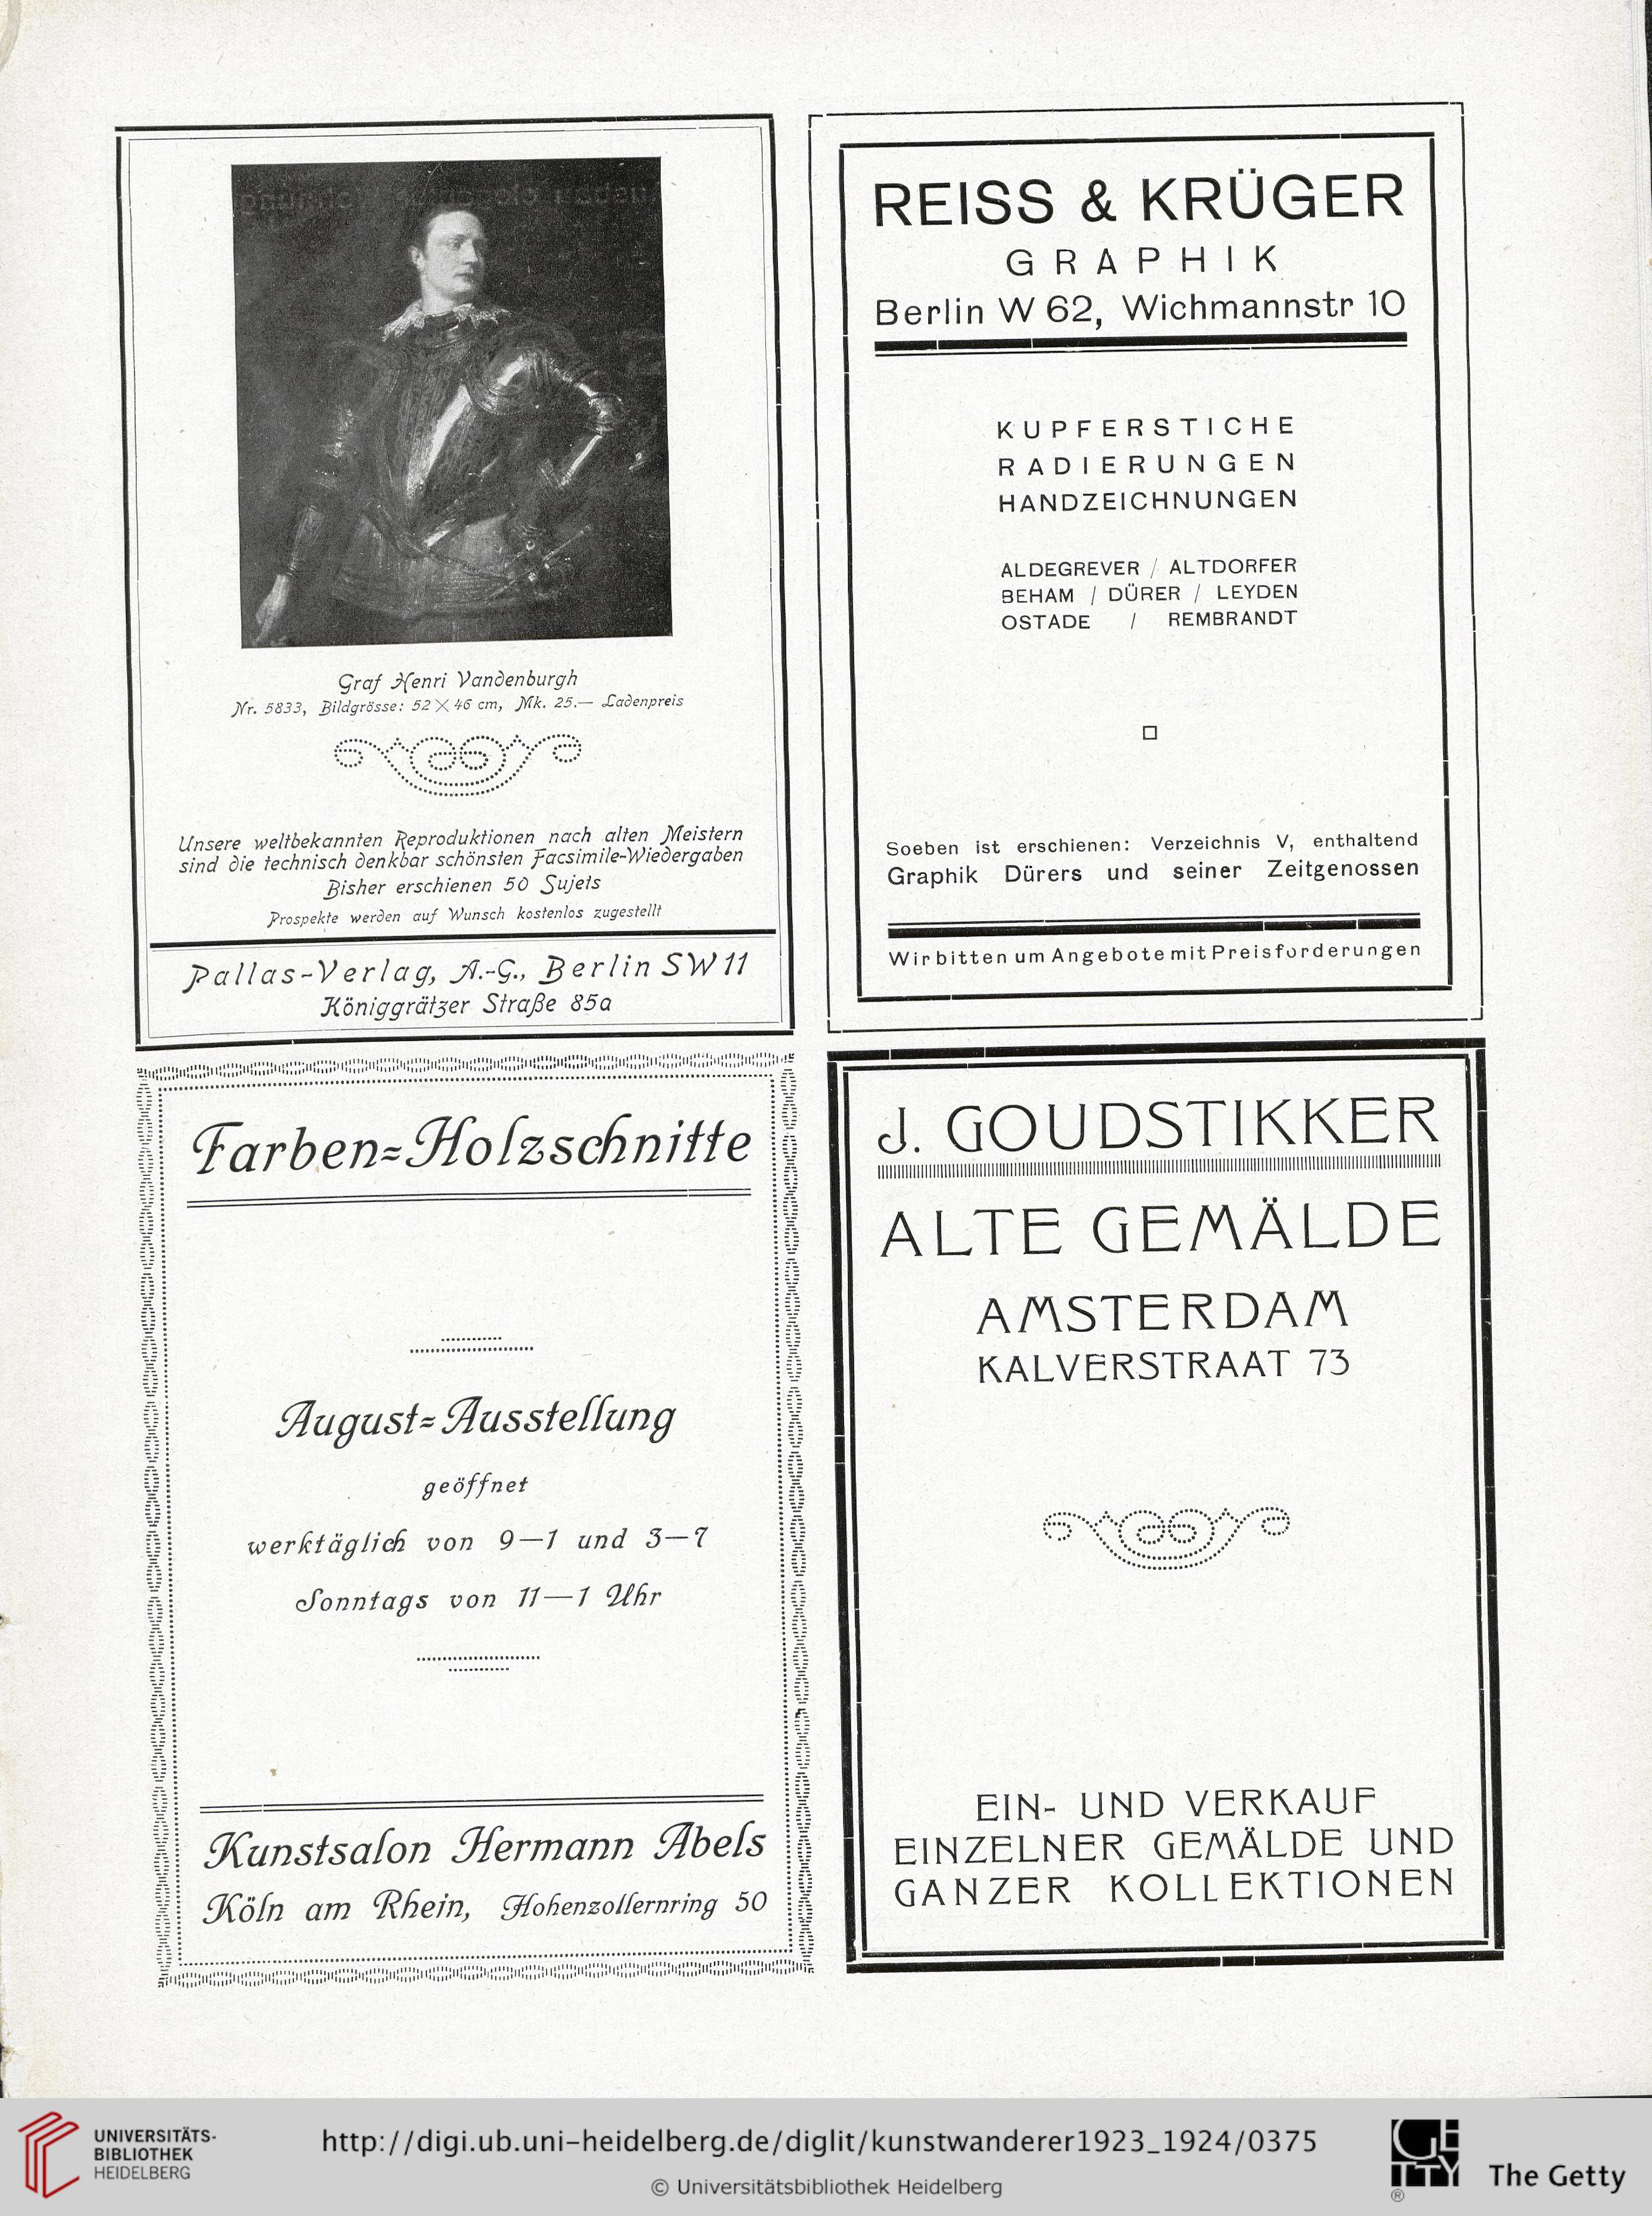 Graf Henri Vandenburgh
Nr. 5833, Bildgrösse: 52 × 46 cm, Mk. 25.— Ladenpreis
Unsere weltbekannten Reproduktionen nach alten Meistern
sind die technisch denkbar schönsten Facsimile-Wiedergaben
Bisher erschienen 50 Sujets
Prospekte werden auf Wunsch kostenlos zugestellt
Pallas-Verlag, A.-G., Berlin SW 11
Königgrätzer Straße 85a
REISS & KRÜGER
GRAPHIK
Berlin W 62, Wichmannstr 10
KUPFERSTICHE
RADIERUNGEN
HANDZEICHNUNGEN
ALDEGREVER / ALTDORFER
BEHAM / DÜRER / LEYDEN
OSTADE / REMBRANDT
Soeben ist erschienen: Verzeichnis V, enthaltend
Graphik Dürers und seiner Zeitgenossen
Wir bitten um Angebote mit Preisforderungen
Farben=Holzschnitte
August=Ausstellung
geöffnet
werktäglich von 9—1 und 3—7
Sonntags von 11—1 Uhr
Kunstsalon Hermann Abels
Köln am Rhein, Hohenzollernring 50
J. GOUDSTIKKER
ALTE GEMÄLDE
AMSTERDAM
KALVERSTRAAT 73
EIN- UND VERKAUF
EINZELNER GEMÄLDE UND
GANZER KOLLEKTIONEN
UNIVERSITÄTS-
BIBLIOTHEK
HEIDELBERG
http://digi.ub.uni-heidelberg.de/diglit/kunstwanderer1923_1924/0375
© Universitätsbibliothek Heidelberg
GETTY
®
The Getty